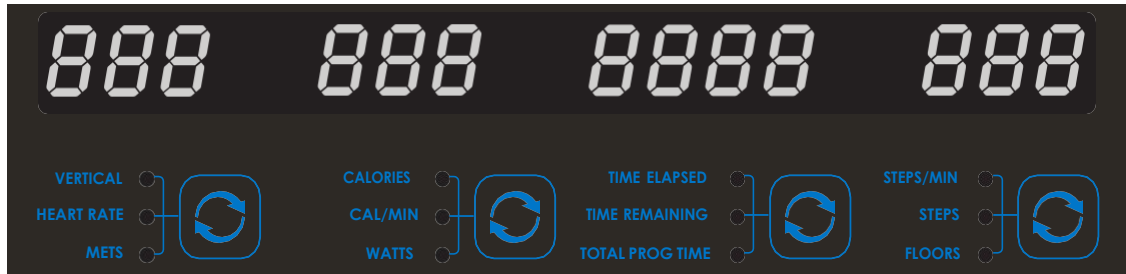 888 888 8888 888
VERTICAL CALORIES TIME ELAPSED STEPS/MIN
HEART RATE CAL/MIN TIME REMAINING STEPS
METS WATTS TOTAL PROG TIME FLOORS